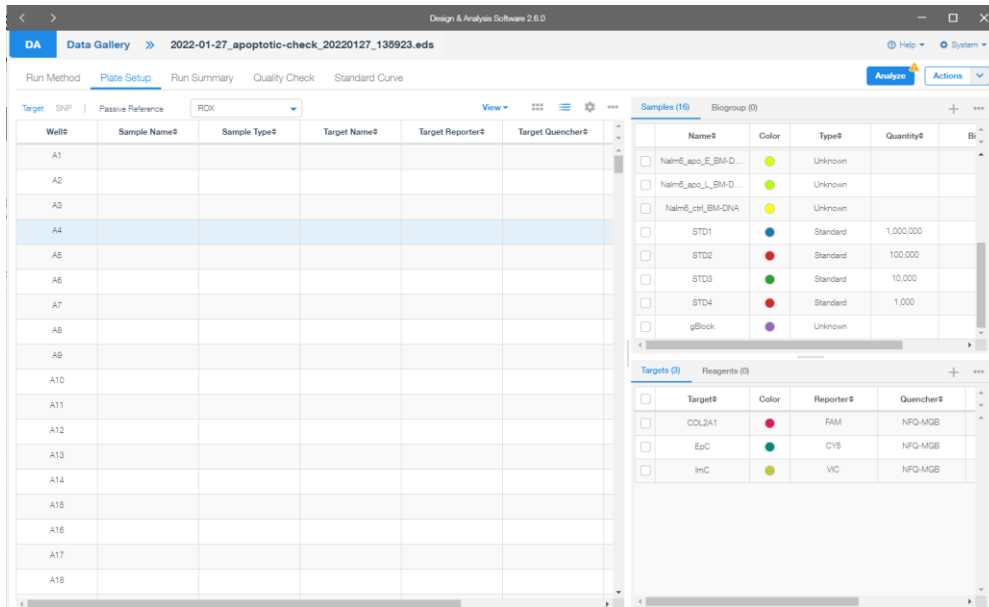 Design & Analysis Software 2.6.0
DA Data Gallery » 2022-01-27_apoptotic-check_20220127_135923.eds Help System
Run Method Plate Setup Run Summary Quality Check Standard Curve Analyze Actions
Target SNP | Passive Reference ROX View
Well Sample Name Sample Type Target Name Target Reporter Target Quencher
A1
A2
A3
A4
A5
A6
A7
A8
A9
A10
A11
A12
A13
A14
A15
A16
A17
A18
Samples (16) Biogroup (0)
Name Color Type Quantity Bi
Nalm6_apo_E_BM-D... Unknown
Nalm6_apo_L_BM-D... Unknown
Nalm6_ctrl_BM-DNA Unknown
STD1 Standard 1,000,000
STD2 Standard 100,000
STD3 Standard 10,000
STD4 Standard 1,000
gBlock Unknown
Targets (3) Reagents (0)
Target Color Reporter Quencher
COL2A1 FAM NFQ-MGB
EpC CY5 NFQ-MGB
ImC VIC NFQ-MGB